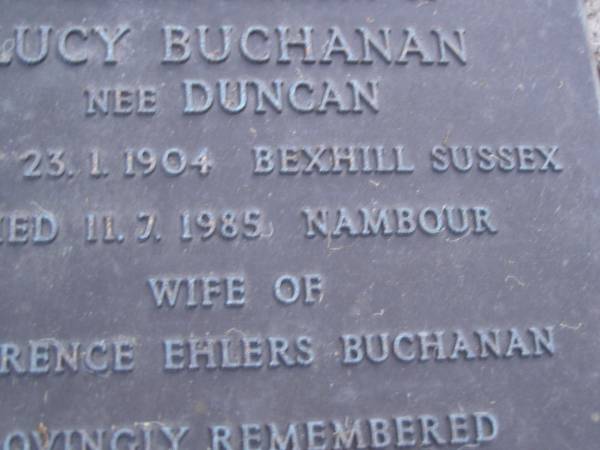 LUCY BUCHANAN
NEE DUNCAN
23.1.1904 BEXHILL SUSSEX
IED 11.7.1985 NAMBOUR
WIFE OF
RENCE EHLERS BUCHANAN
OVINGLY REMEMBERED